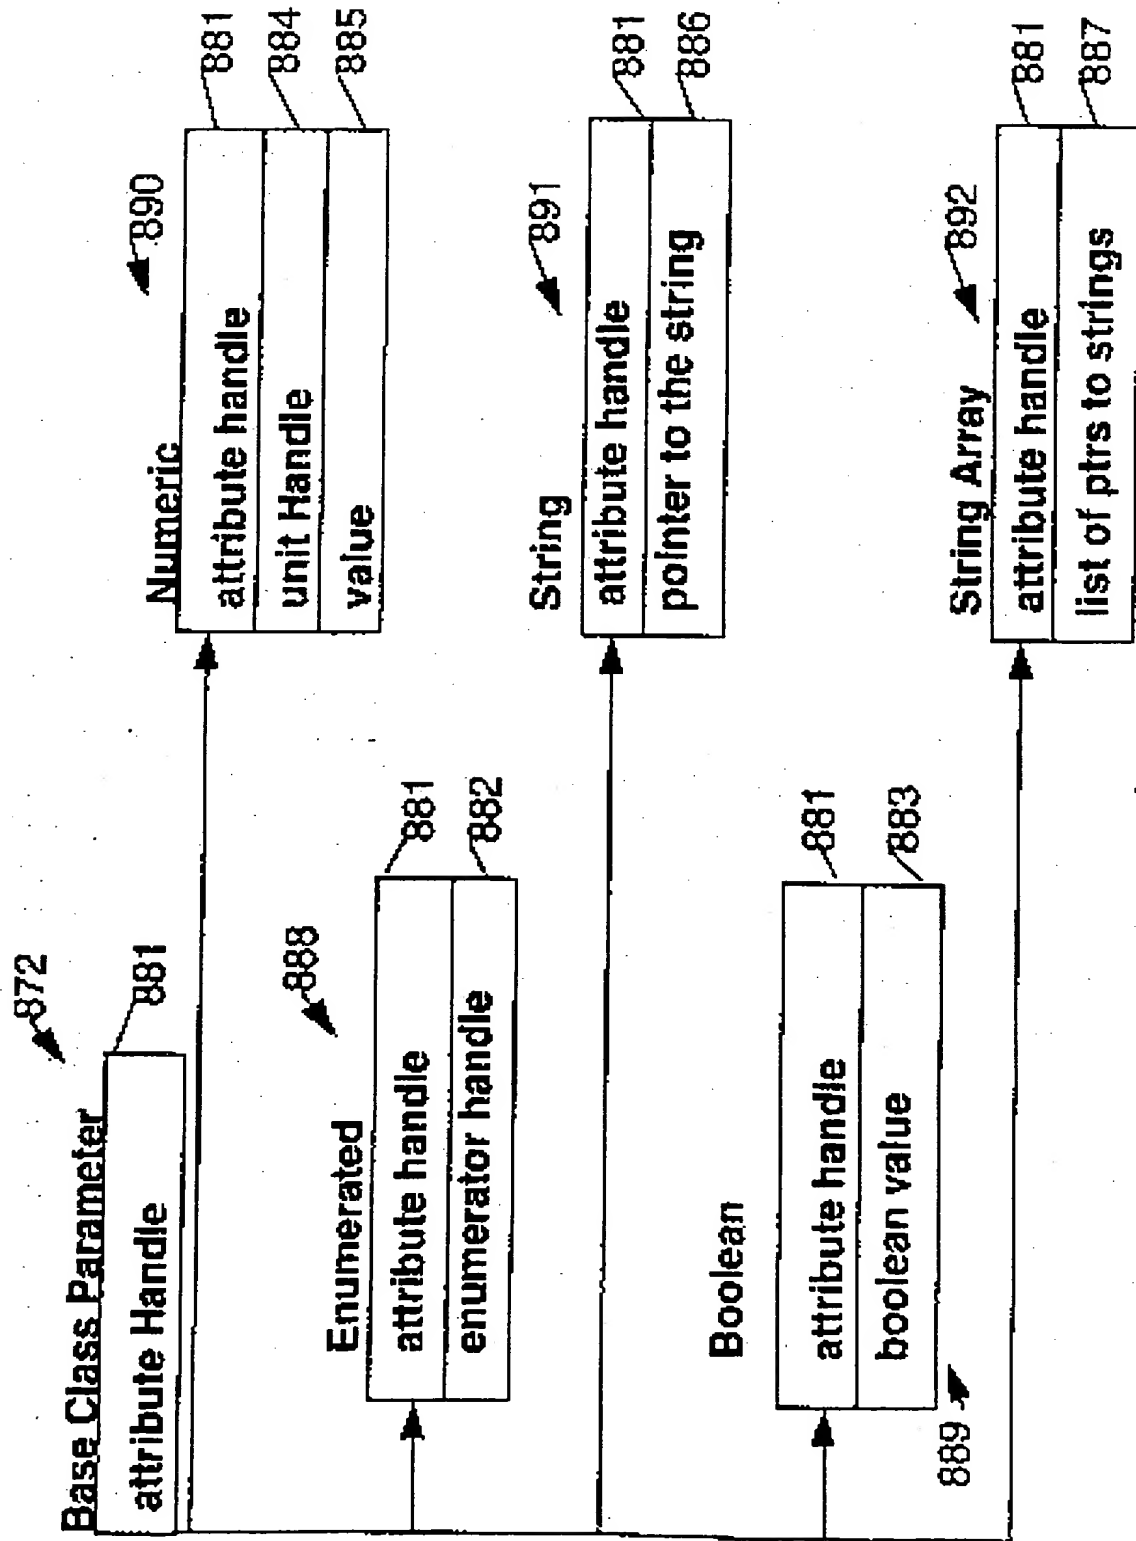 872
Base Class Parameter
881
attribute Handle
Numeric
890
attribute handle
881
unit Handle
884
value
885
Enumerated
888
attribute handle
881
enumerator handle
882
String
891
attribute handle
881
pointer to the string
886
Boolean
attribute handle
881
boolean value
883
889
String Array
892
attribute handle
881
list of ptrs to strings
887